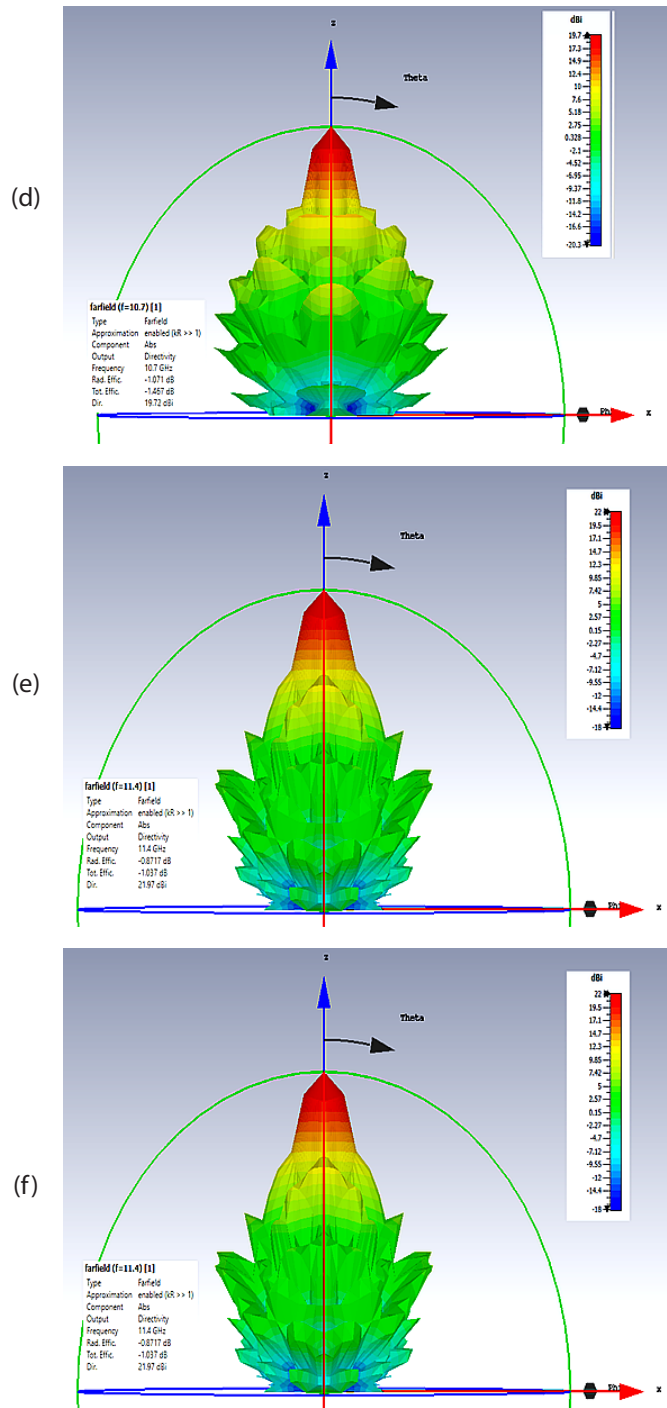 (d)
z
Theta
dBi
19.7
17.3
14.9
12.4
10
7.6
5.18
2.75
0.328
-2.1
-4.52
-6.95
-9.37
-11.8
-14.2
-16.6
-20.3
farfield (f=10.7) [1]
Type Farfield
Approximation enabled (kR >> 1)
Component Abs
Output Directivity
Frequency 10.7 GHz
Rad. Effic. -1.071 dB
Tot. Effic. -1.467 dB
Dir. 19.72 dBi
Ph
x
(e)
z
Theta
dBi
22
19.5
17.1
14.7
12.3
9.85
7.42
5
2.57
0.15
-2.27
-4.7
-7.12
-9.55
-12
-14.4
-18
farfield (f=11.4) [1]
Type Farfield
Approximation enabled (kR >> 1)
Component Abs
Output Directivity
Frequency 11.4 GHz
Rad. Effic. -0.8717 dB
Tot. Effic. -1.037 dB
Dir. 21.97 dBi
Ph
x
(f)
z
Theta
dBi
22
19.5
17.1
14.7
12.3
9.85
7.42
5
2.57
0.15
-2.27
-4.7
-7.12
-9.55
-12
-14.4
-18
farfield (f=11.4) [1]
Type Farfield
Approximation enabled (kR >> 1)
Component Abs
Output Directivity
Frequency 11.4 GHz
Rad. Effic. -0.8717 dB
Tot. Effic. -1.037 dB
Dir. 21.97 dBi
Ph
x